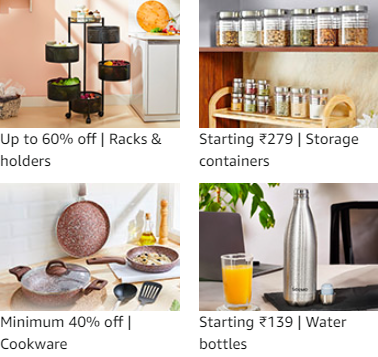 Up to 60% off | Racks &
holders
Starting ₹279 | Storage
containers
Minimum 40% off |
Cookware
Starting ₹139 | Water
bottles